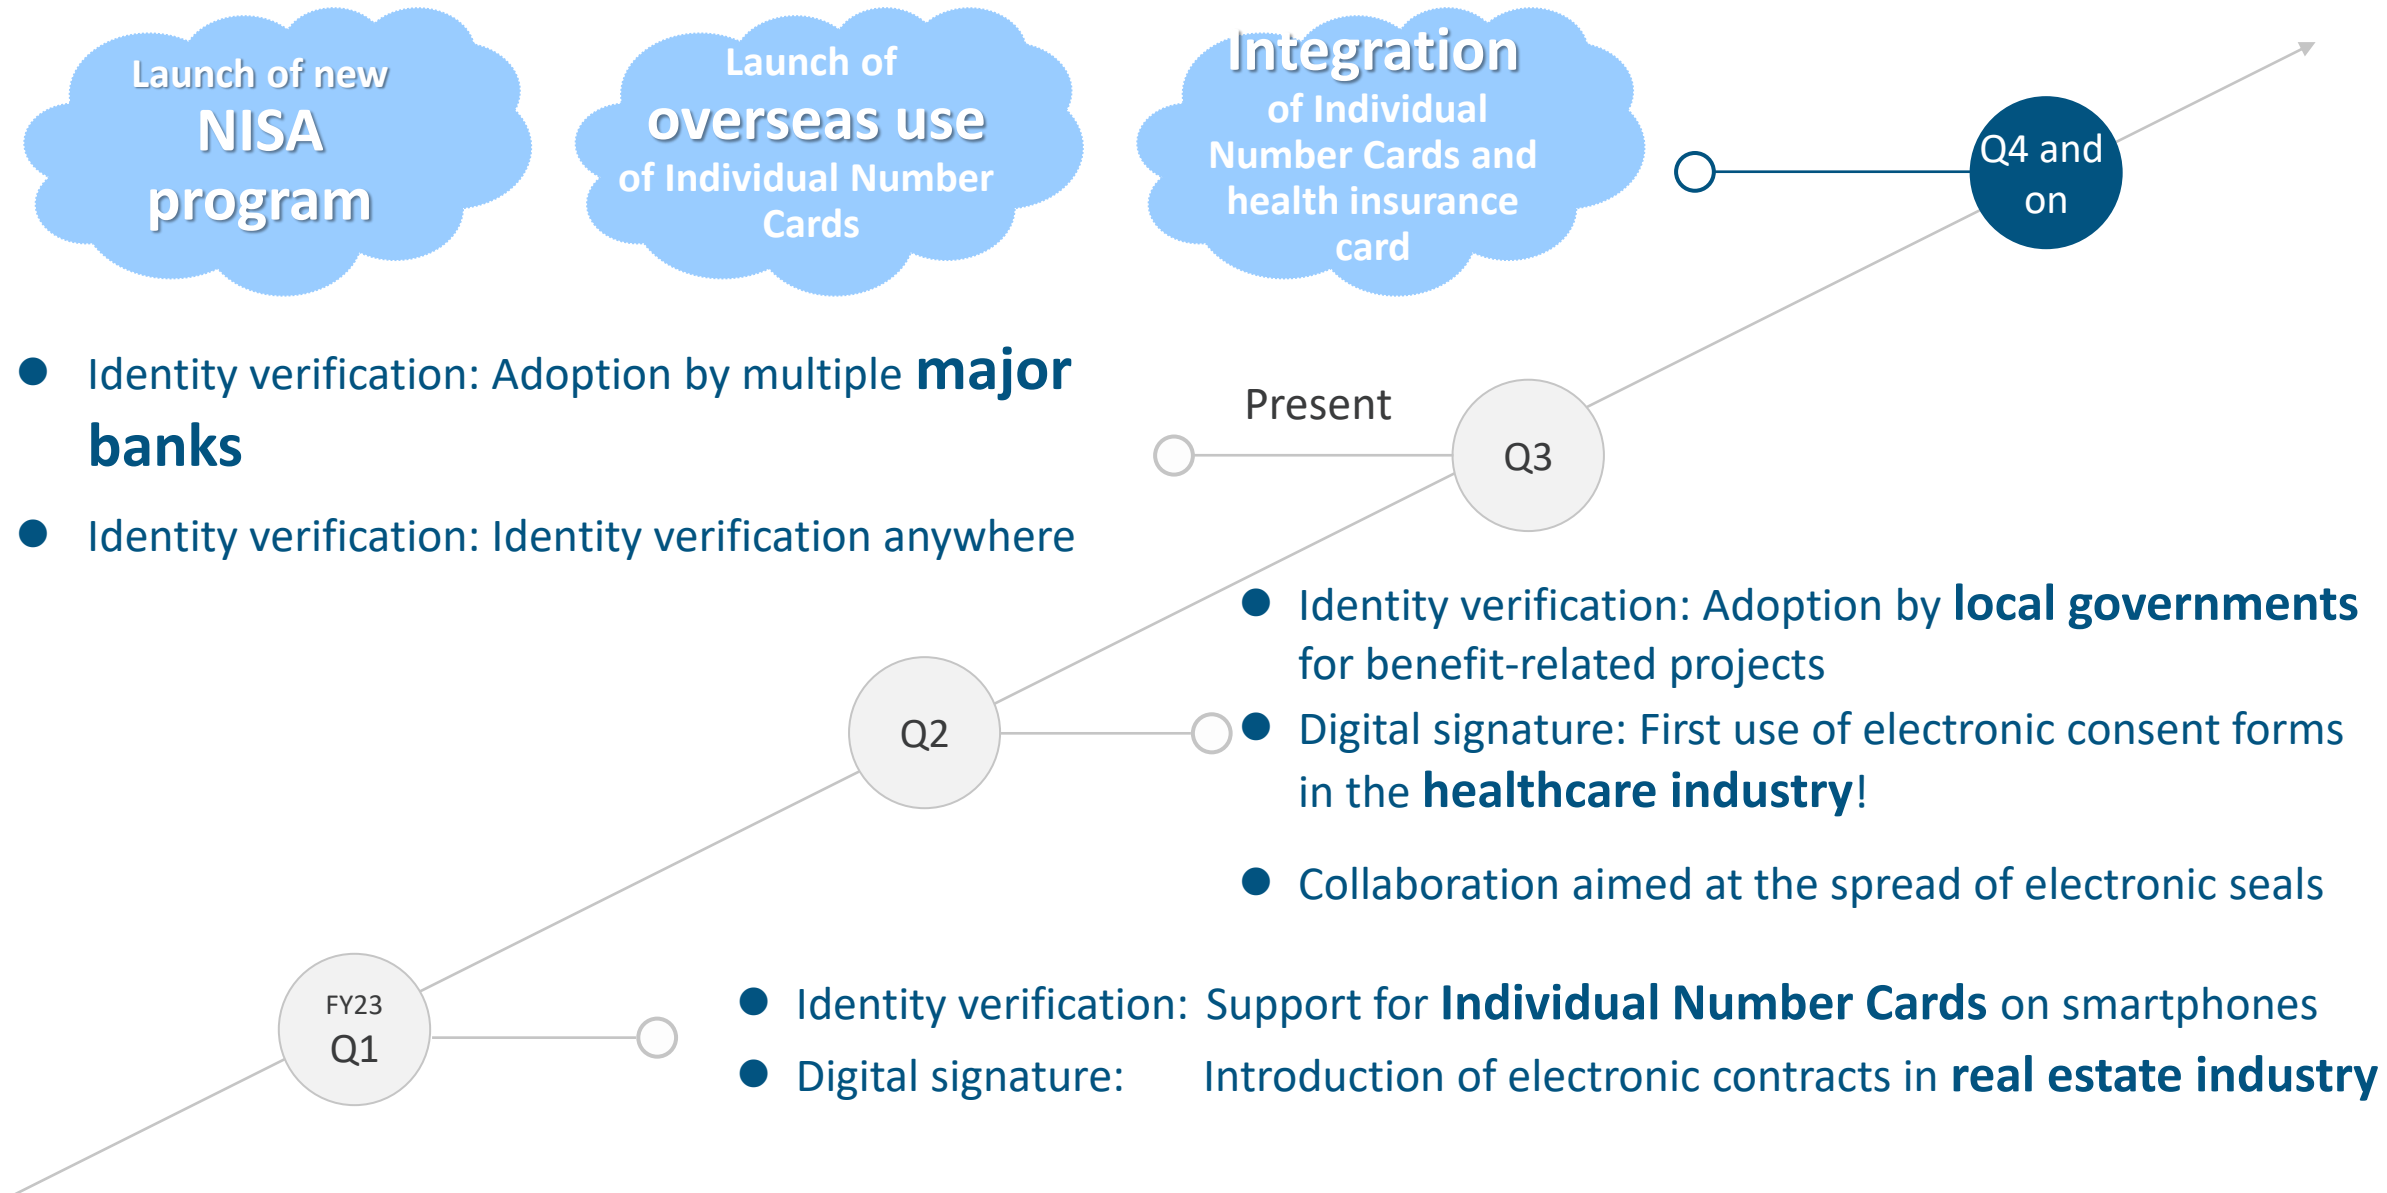 Launch of new
NISA
program
Launch of
overseas use
of Individual Number
Cards
Integration
of Individual
Number Cards and
health insurance
card
Q4 and
on
● Identity verification: Adoption by multiple major
banks
● Identity verification: Identity verification anywhere
Present
Q3
● Identity verification: Adoption by local governments
for benefit-related projects
● Digital signature: First use of electronic consent forms
in the healthcare industry!
● Collaboration aimed at the spread of electronic seals
Q2
FY23
Q1
● Identity verification: Support for Individual Number Cards on smartphones
● Digital signature: Introduction of electronic contracts in real estate industry